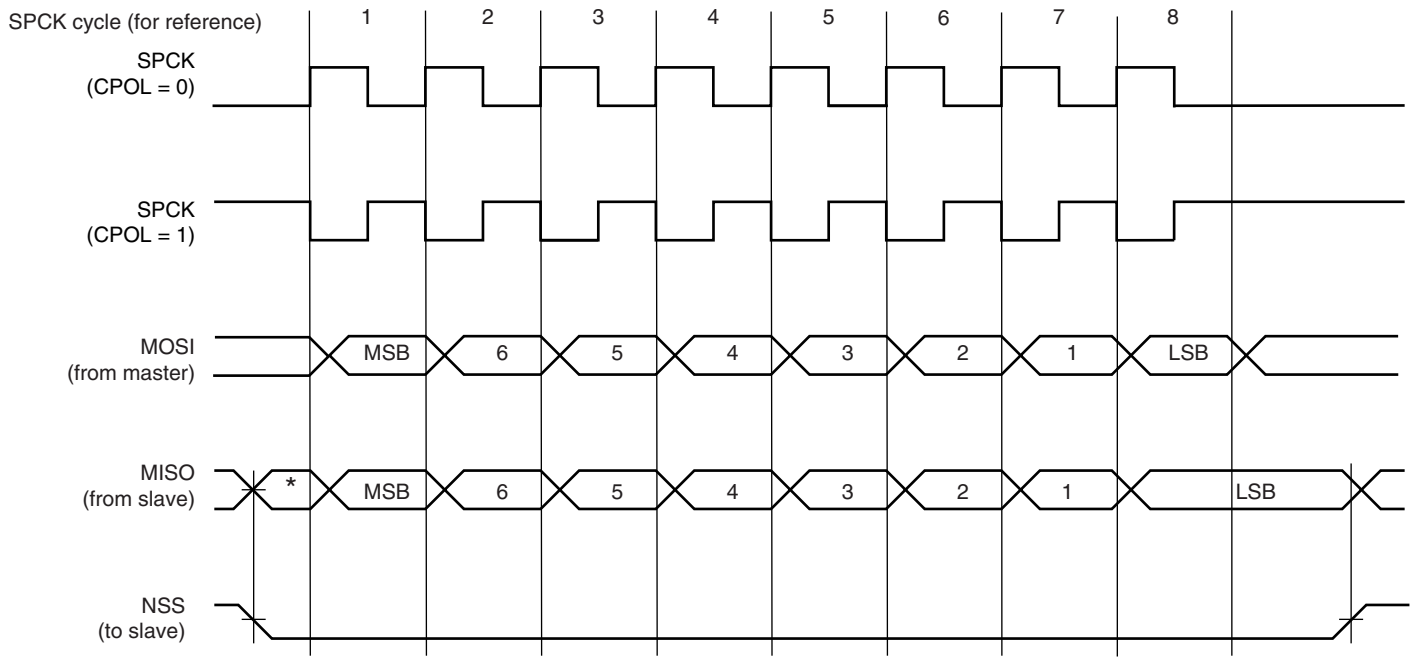 SPCK cycle (for reference) 1 2 3 4 5 6 7 8
SPCK
(CPOL = 0)
SPCK
(CPOL = 1)
MOSI
(from master)
MSB 6 5 4 3 2 1 LSB
MISO
(from slave)
* MSB 6 5 4 3 2 1 LSB
NSS
(to slave)